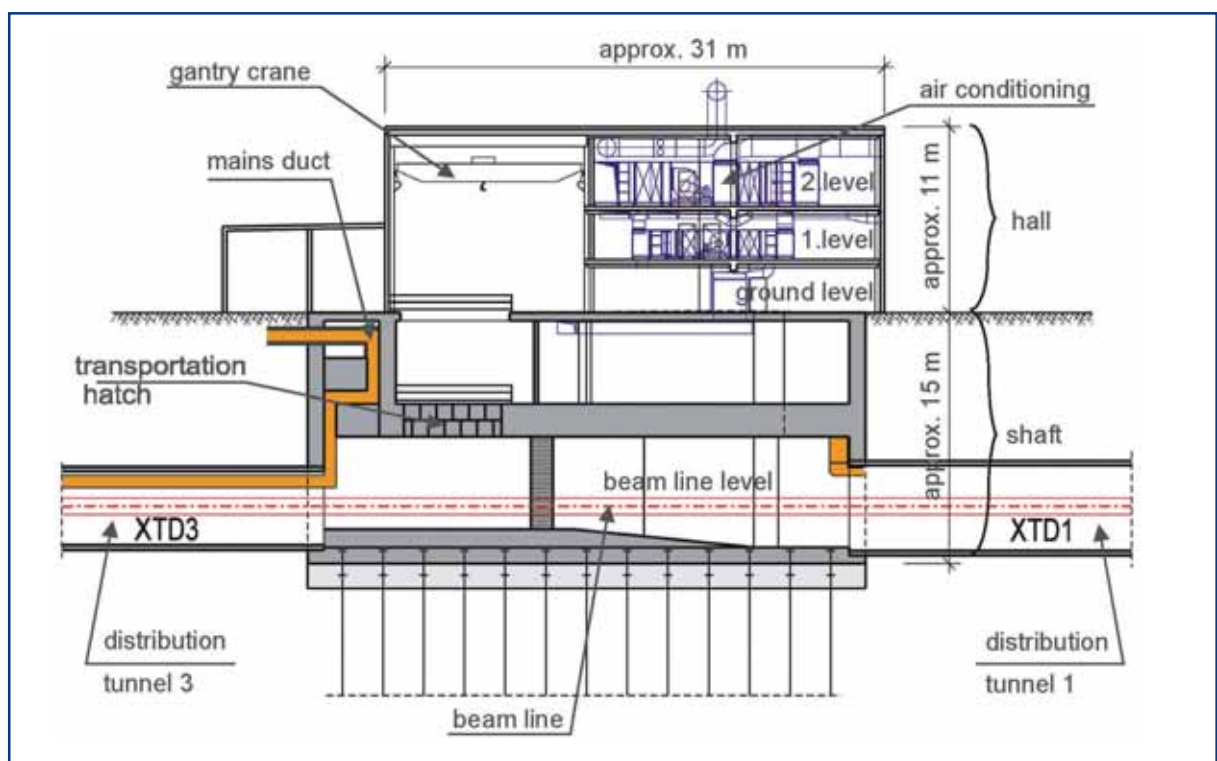 approx. 31 m
gantry crane
air conditioning
mains duct
2.level
approx. 11 m
hall
1.level
ground level
transportation
hatch
approx. 15 m
shaft
beam line level
XTD3
XTD1
distribution
tunnel 3
distribution
tunnel 1
beam line